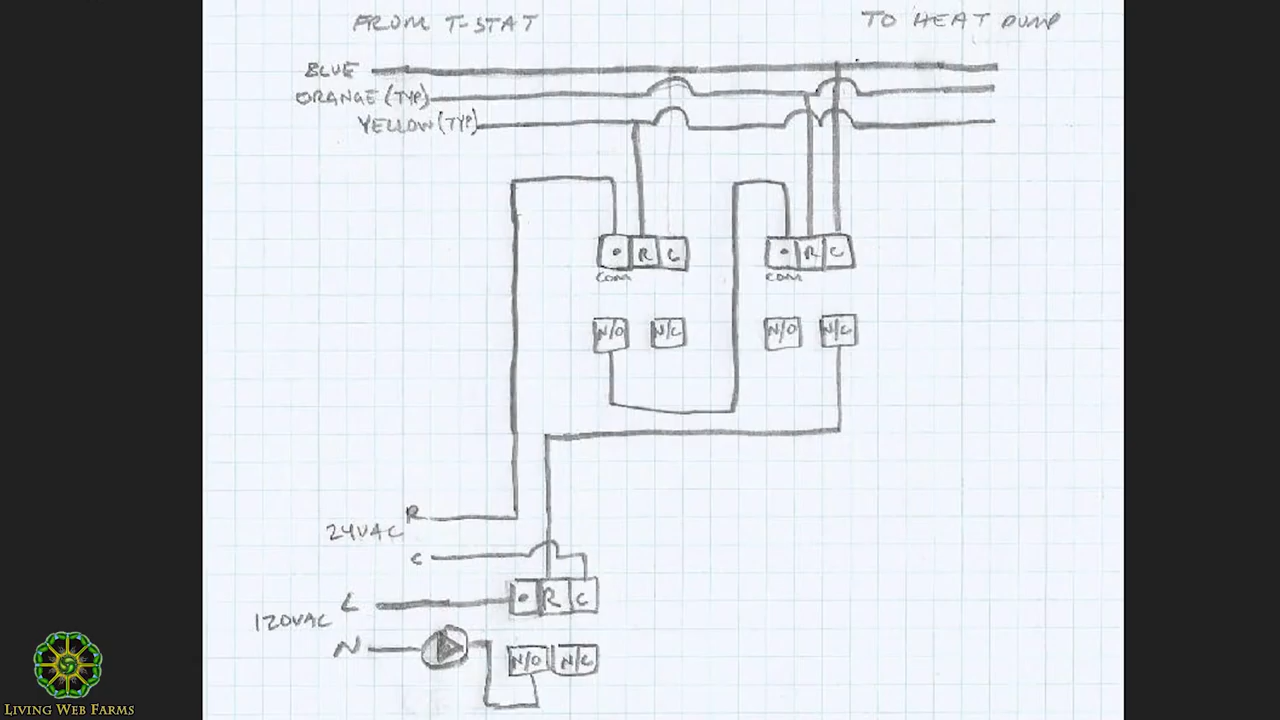 FROM T-STAT
TO HEAT PUMP
BLUE
ORANGE (TYP)
YELLOW (TYP)
• R C
• R C
COM
COM
N/O N/C
N/O N/C
24VAC R
C
120VAC L
N
• R C
N/O N/C
LIVING WEB FARMS